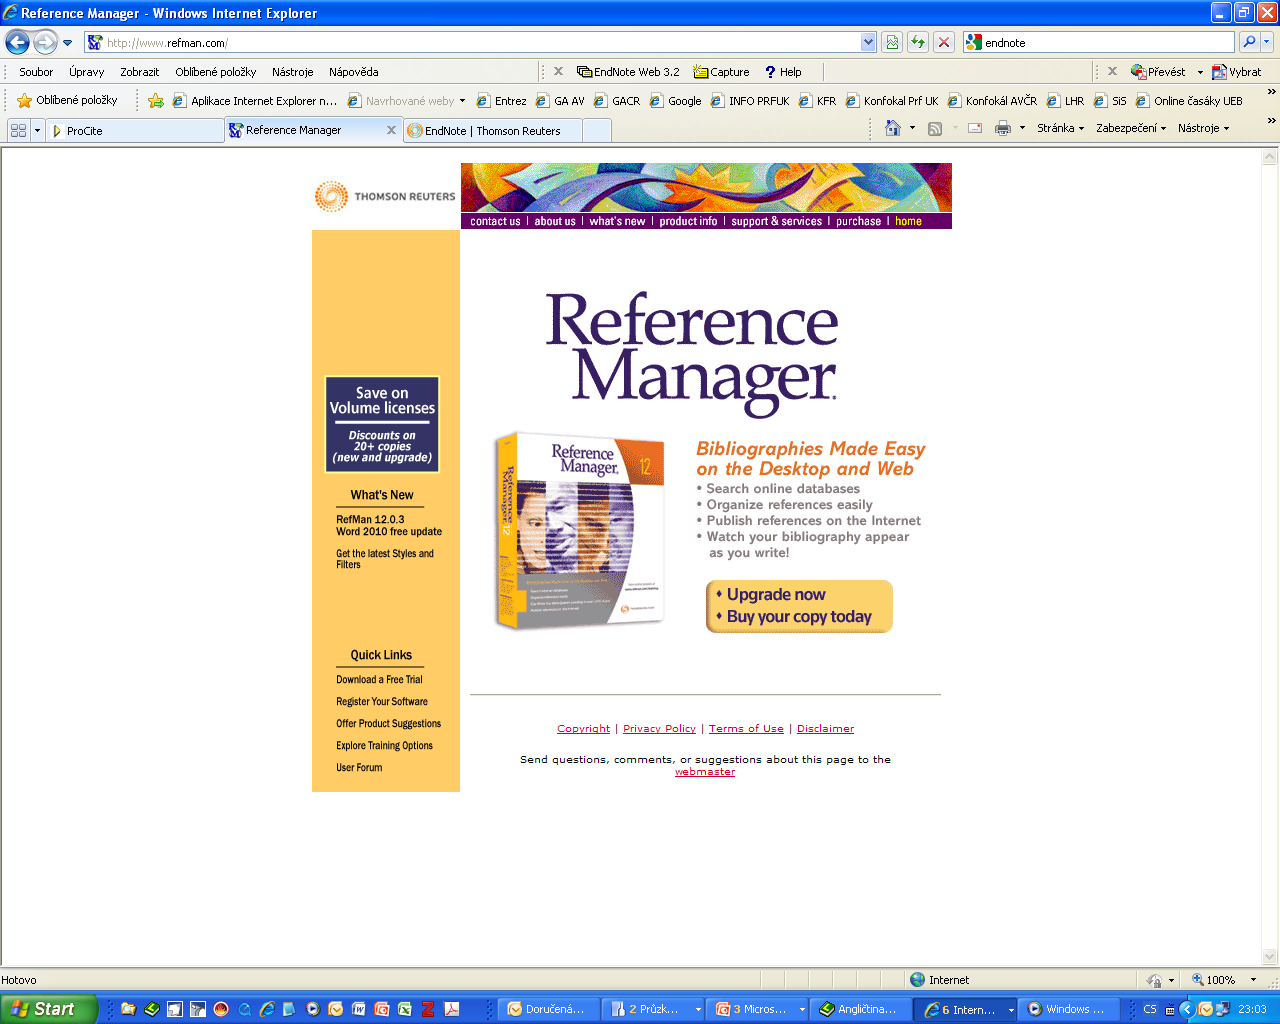 Reference Manager - Windows Internet Explorer
http://www.refman.com/
endnote
Soubor Úpravy Zobrazit Oblíbené položky Nástroje Nápověda
EndNote Web 3.2 Capture Help
Převést Vybrat
Oblíbené položky Aplikace Internet Explorer n... Navrhované weby Entrez GA AV GACR Google INFO PRFUK KFR Konfokal Prf UK Konfokál AVČR LHR SiS Online časáky UEB
ProCite Reference Manager EndNote | Thomson Reuters
Stránka Zabezpečení Nástroje
THOMSON REUTERS
contact us | about us | what's new | product info | support & services | purchase | home
Reference
Manager.
Save on
Volume licenses
Discounts on
20+ copies
(new and upgrade)
What's New
RefMan 12.0.3
Word 2010 free update
Get the latest Styles and
Filters
Quick Links
Download a Free Trial
Register Your Software
Offer Product Suggestions
Explore Training Options
User Forum
Reference
Manager.
12
Reference Manager 12
Bibliographies Made Easy
on the Desktop and Web
• Search online databases
• Organize references easily
• Publish references on the Internet
• Watch your bibliography appear
as you write!
Upgrade now
Buy your copy today
Copyright | Privacy Policy | Terms of Use | Disclaimer
Send questions, comments, or suggestions about this page to the
webmaster
Hotovo
Internet
100%
Start
Doručená...
2 Průzk...
3 Micros...
Angličtina...
6 Intern...
Windows ...
CS
23:03